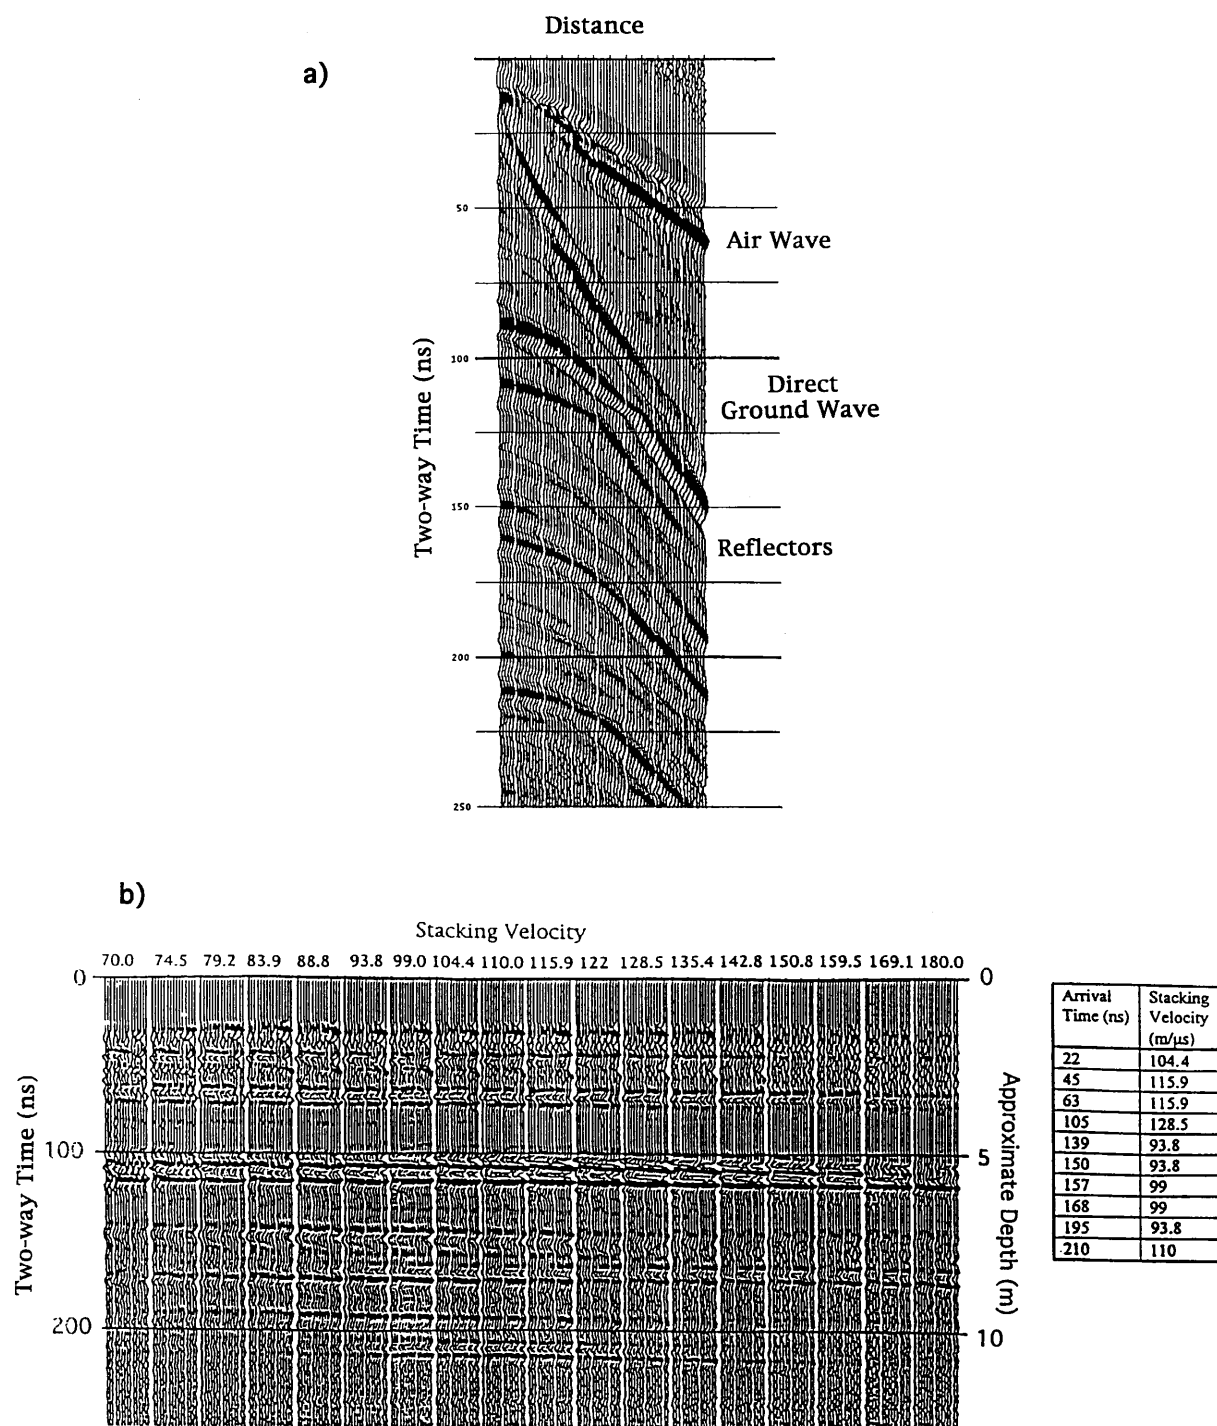 Distance
a)
50
Air Wave
100
Direct
Ground Wave
Two-way Time (ns)
150
Reflectors
200
250
b)
Stacking Velocity
70.0 74.5 79.2 83.9 88.8 93.8 99.0 104.4 110.0 115.9 122 128.5 135.4 142.8 150.8 159.5 169.1 180.0
0
0
Two-way Time (ns)
100
5
200
10
Approximate Depth (m)
Arrival Time (ns) Stacking Velocity (m/μs)
22 104.4
45 115.9
63 115.9
105 128.5
139 93.8
150 93.8
157 99
168 99
195 93.8
210 110